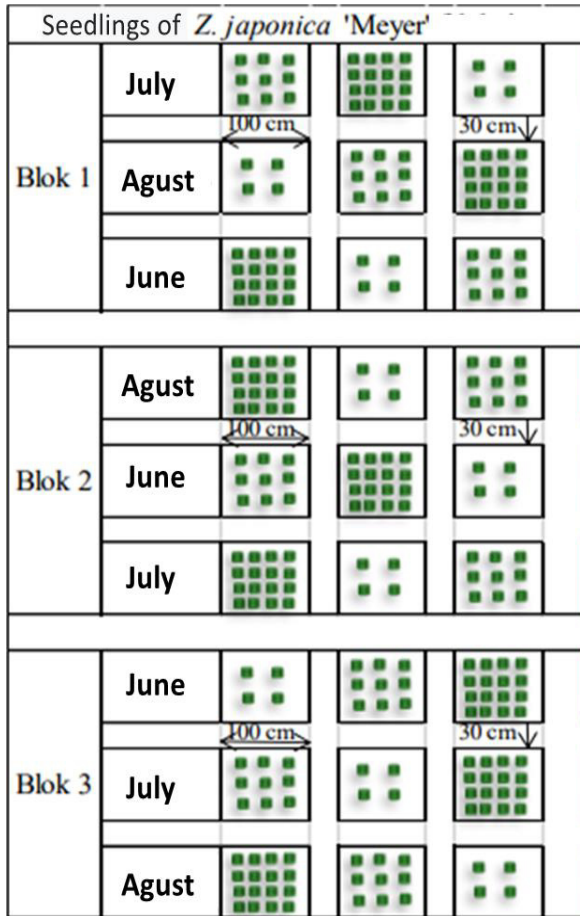 Seedlings of Z. japonica 'Meyer'
July
100 cm
30 cm
Blok 1
Agust
June
Agust
100 cm
30 cm
Blok 2
June
July
June
100 cm
30 cm
Blok 3
July
Agust